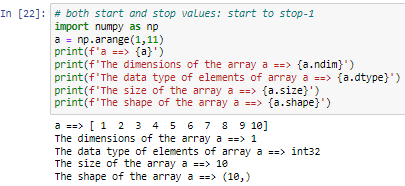 In [22]: # both start and stop values: start to stop-1
import numpy as np
a = np.arange(1,11)
print(f'a ==> {a}')
print(f'The dimensions of the array a ==> {a.ndim}')
print(f'The data type of elements of array a ==> {a.dtype}')
print(f'The size of the array a ==> {a.size}')
print(f'The shape of the array a ==> {a.shape}')
a ==> [ 1  2  3  4  5  6  7  8  9 10]
The dimensions of the array a ==> 1
The data type of elements of array a ==> int32
The size of the array a ==> 10
The shape of the array a ==> (10,)